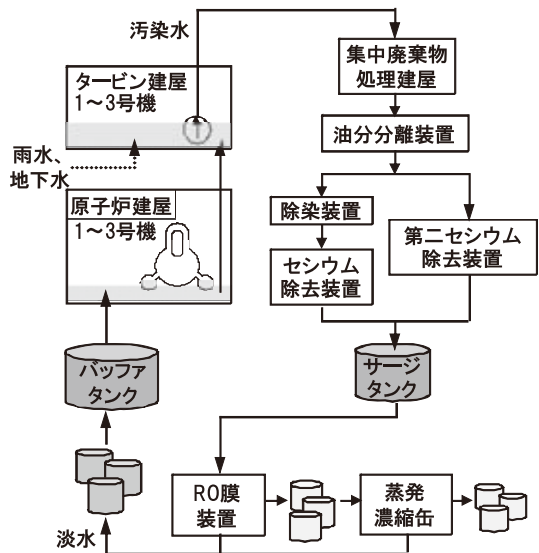 汚染水
集中廃棄物
処理建屋
タービン建屋
1～3号機
油分分離装置
雨水、
地下水
原子炉建屋
1～3号機
除染装置
セシウム
除去装置
第二セシウム
除去装置
バッファ
タンク
サージ
タンク
RO膜
装置
蒸発
濃縮缶
淡水